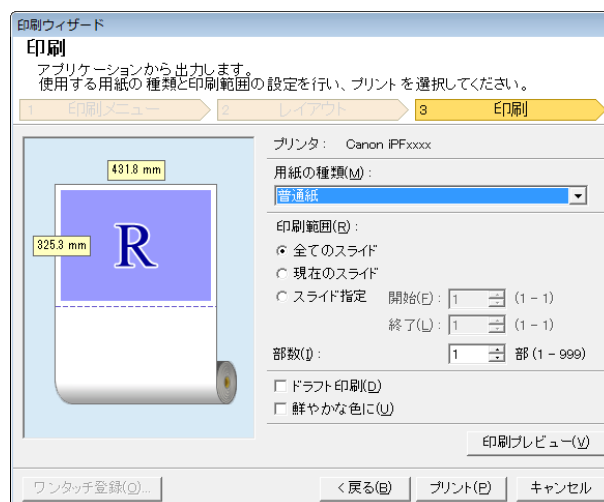 印刷ウィザード
印刷
アプリケーションから出力します。
使用する用紙の種類と印刷範囲の設定を行い、プリントを選択してください。
1 印刷メニュー 2 レイアウト 3 印刷
プリンタ： Canon iPFxxxx
431.8 mm
用紙の種類(M)：
普通紙
325.3 mm
R
印刷範囲(R)：
全てのスライド
現在のスライド
スライド指定 開始(F)： 1 (1 - 1)
終了(L)： 1 (1 - 1)
部数(I)： 1 部 (1 - 999)
ドラフト印刷(D)
鮮やかな色に(U)
印刷プレビュー(V)
ワンタッチ登録(O)... < 戻る(B) プリント(P) キャンセル